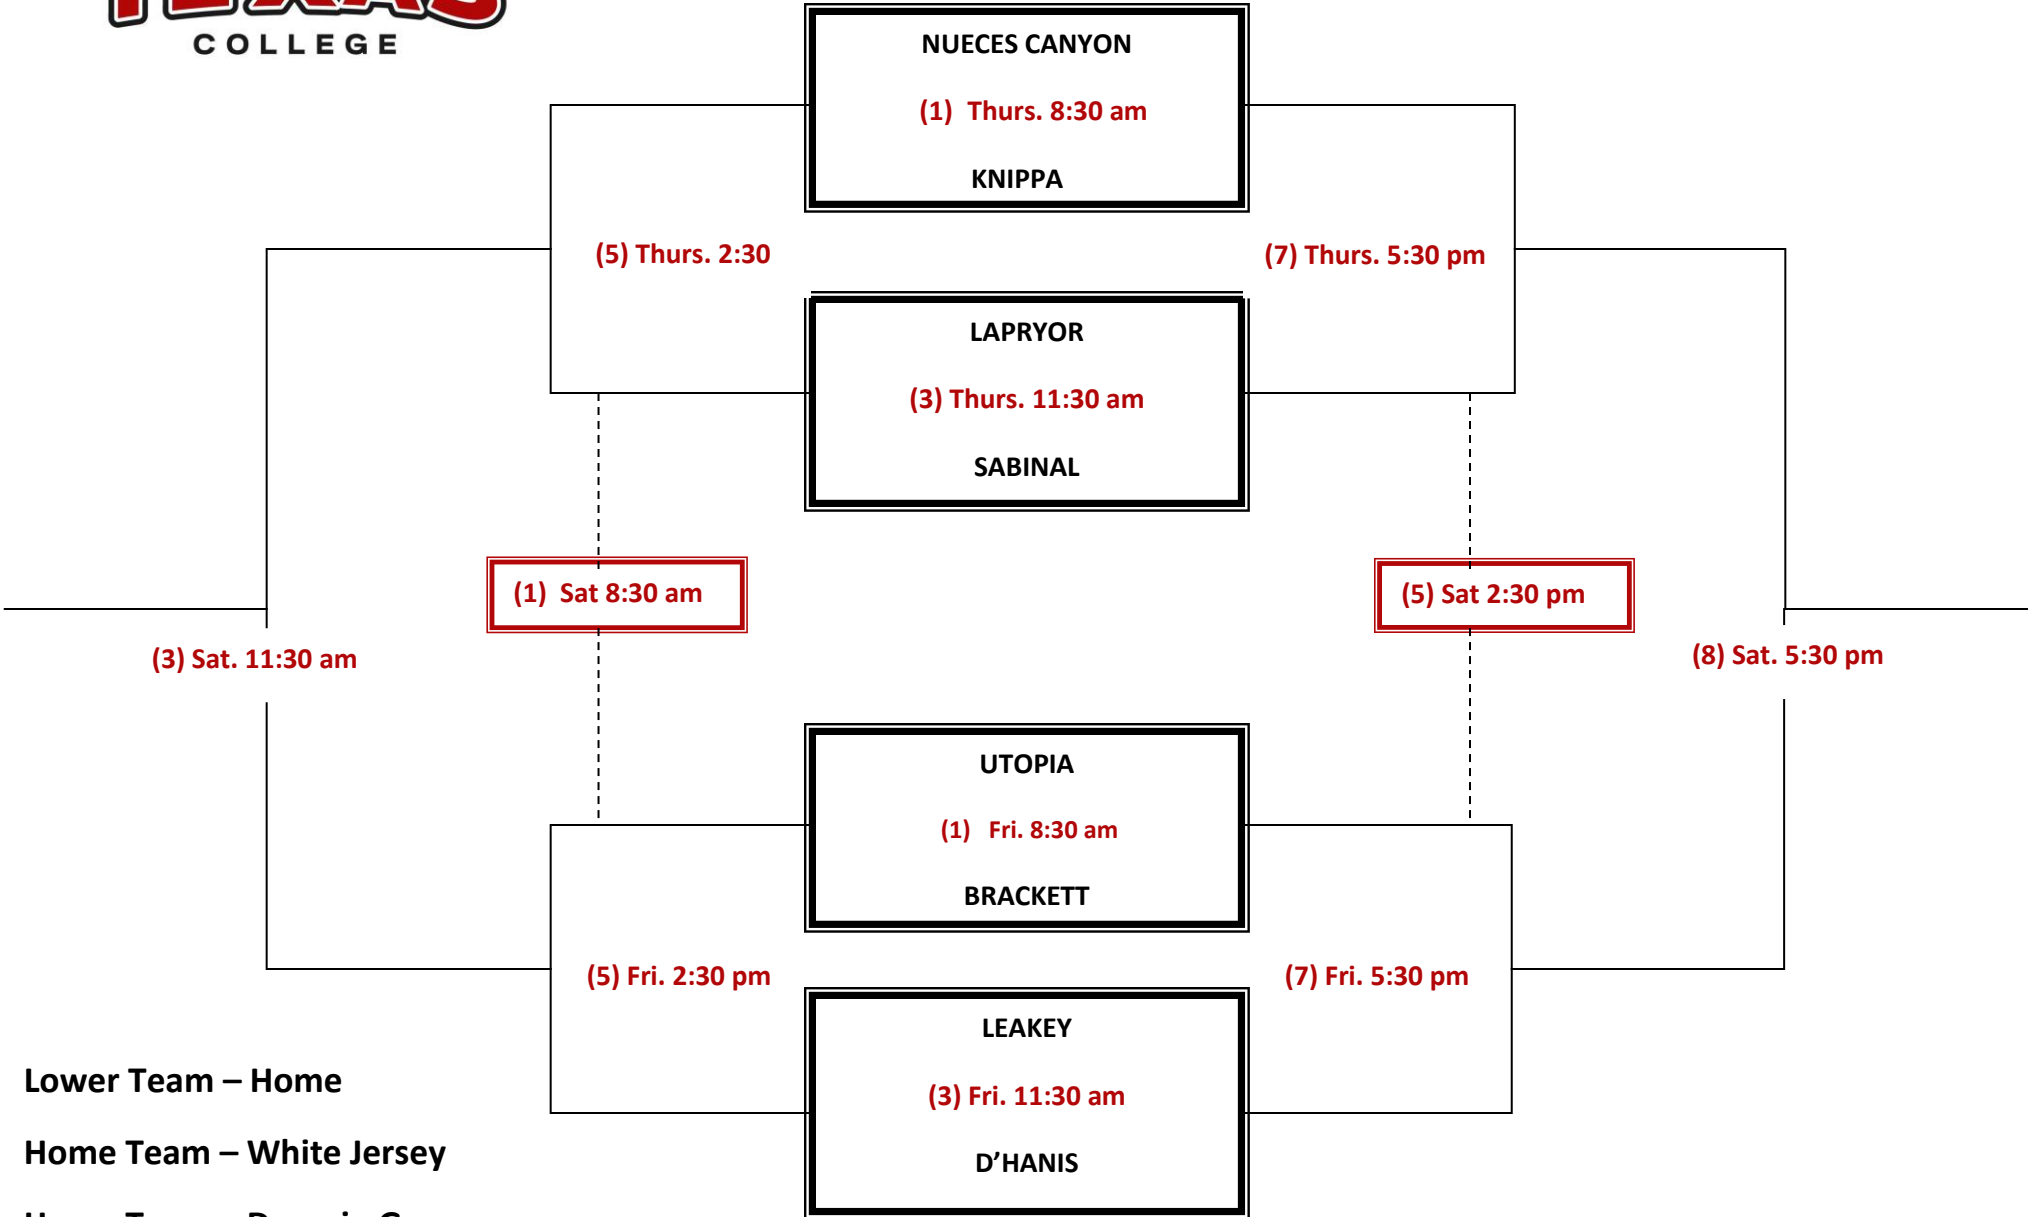 TEXAS
COLLEGE
NUECES CANYON
(1) Thurs. 8:30 am
KNIPPA
(5) Thurs. 2:30
(7) Thurs. 5:30 pm
LAPRYOR
(3) Thurs. 11:30 am
SABINAL
(1) Sat 8:30 am
(5) Sat 2:30 pm
(3) Sat. 11:30 am
(8) Sat. 5:30 pm
UTOPIA
(1) Fri. 8:30 am
BRACKETT
(5) Fri. 2:30 pm
(7) Fri. 5:30 pm
LEAKEY
(3) Fri. 11:30 am
D’HANIS
Lower Team – Home
Home Team – White Jersey